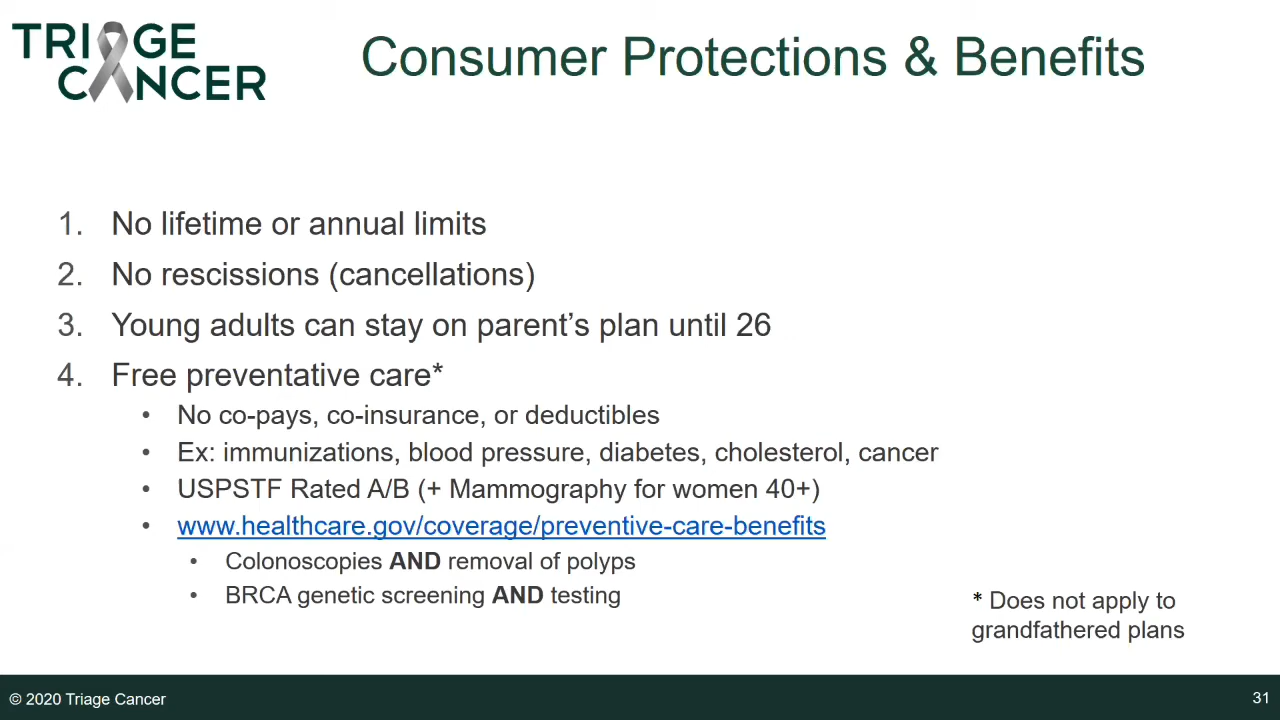 TRIAGE
CANCER
Consumer Protections & Benefits
1. No lifetime or annual limits
2. No rescissions (cancellations)
3. Young adults can stay on parent’s plan until 26
4. Free preventative care*
• No co-pays, co-insurance, or deductibles
• Ex: immunizations, blood pressure, diabetes, cholesterol, cancer
• USPSTF Rated A/B (+ Mammography for women 40+)
• www.healthcare.gov/coverage/preventive-care-benefits
• Colonoscopies AND removal of polyps
• BRCA genetic screening AND testing
* Does not apply to
grandfathered plans
© 2020 Triage Cancer
31